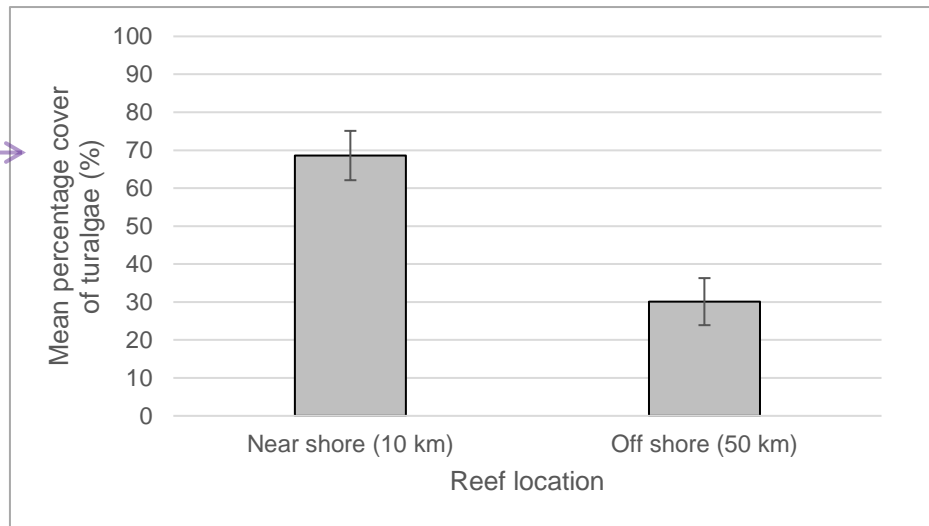 Mean percentage cover
of turalgae (%)
100
90
80
70
60
50
40
30
20
10
0
Near shore (10 km) Off shore (50 km)
Reef location